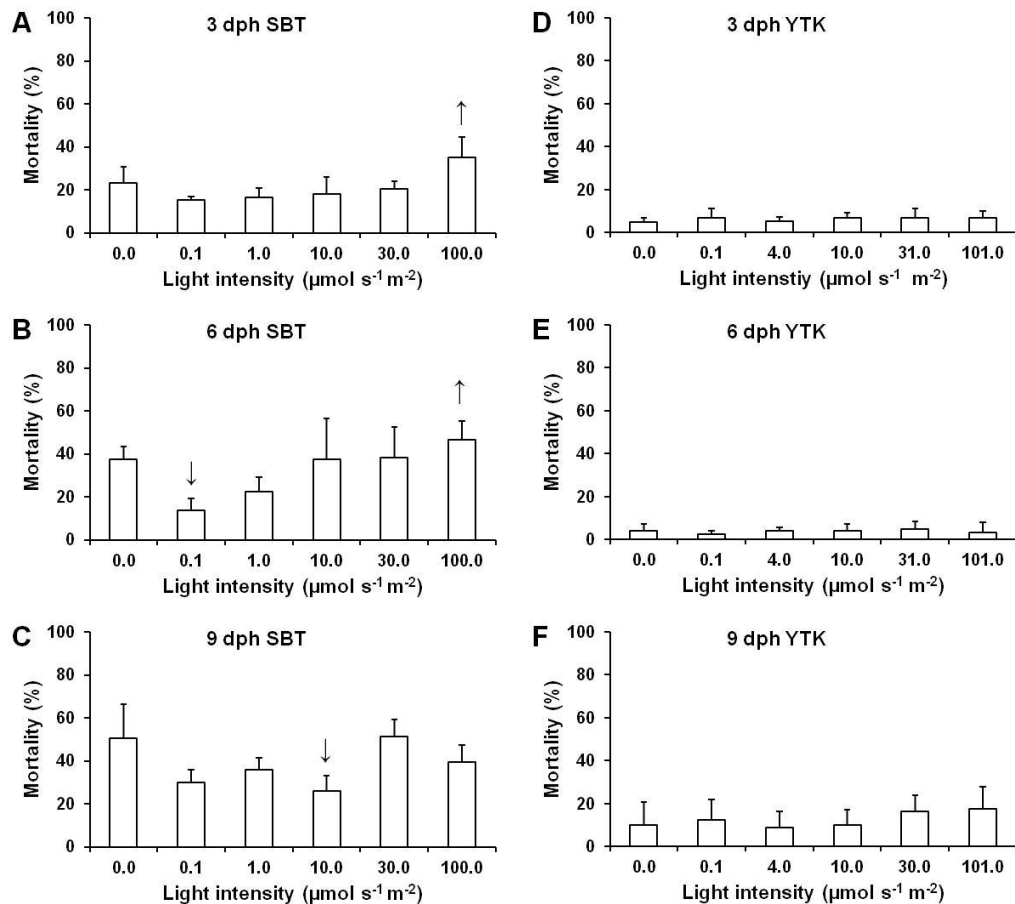 A
3 dph SBT
Mortality (%)
100
80
60
40
20
0
↑
0.0 0.1 1.0 10.0 30.0 100.0
Light intensity (µmol s⁻¹ m⁻²)
B
6 dph SBT
Mortality (%)
100
80
60
40
20
0
↓ ↑
0.0 0.1 1.0 10.0 30.0 100.0
Light intensity (µmol s⁻¹ m⁻²)
C
9 dph SBT
Mortality (%)
100
80
60
40
20
0
↓
0.0 0.1 1.0 10.0 30.0 100.0
Light intensity (µmol s⁻¹ m⁻²)
D
3 dph YTK
Mortality (%)
100
80
60
40
20
0
0.0 0.1 4.0 10.0 31.0 101.0
Light intenstiy (µmol s⁻¹ m⁻²)
E
6 dph YTK
Mortality (%)
100
80
60
40
20
0
0.0 0.1 4.0 10.0 31.0 101.0
Light intensity (µmol s⁻¹ m⁻²)
F
9 dph YTK
Mortality (%)
100
80
60
40
20
0
0.0 0.1 4.0 10.0 30.0 101.0
Light intensity (µmol s⁻¹ m⁻²)